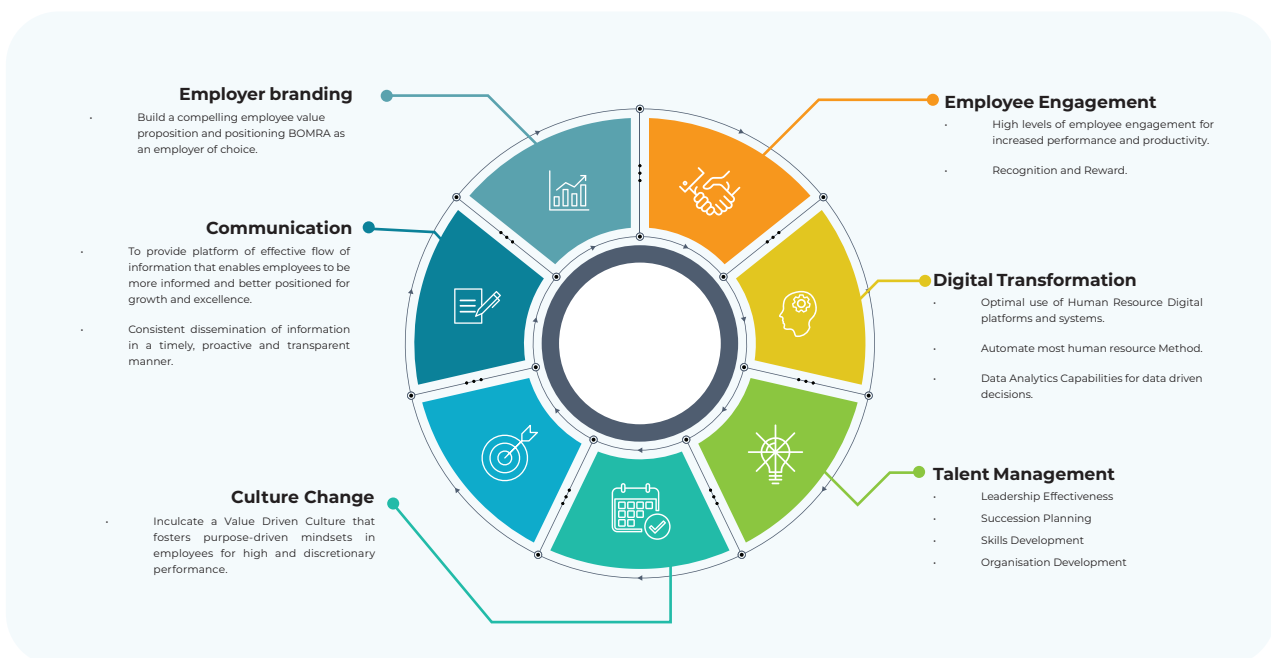 Employer branding
· Build a compelling employee value
proposition and positioning BOMRA as
an employer of choice.
Communication
· To provide platform of effective flow of
information that enables employees to be
more informed and better positioned for
growth and excellence.
· Consistent dissemination of information
in a timely, proactive and transparent
manner.
Culture Change
· Inculcate a Value Driven Culture that
fosters purpose-driven mindsets in
employees for high and discretionary
performance.
Employee Engagement
· High levels of employee engagement for
increased performance and productivity.
· Recognition and Reward.
Digital Transformation
· Optimal use of Human Resource Digital
platforms and systems.
· Automate most human resource Method.
· Data Analytics Capabilities for data driven
decisions.
Talent Management
· Leadership Effectiveness
· Succession Planning
· Skills Development
· Organisation Development